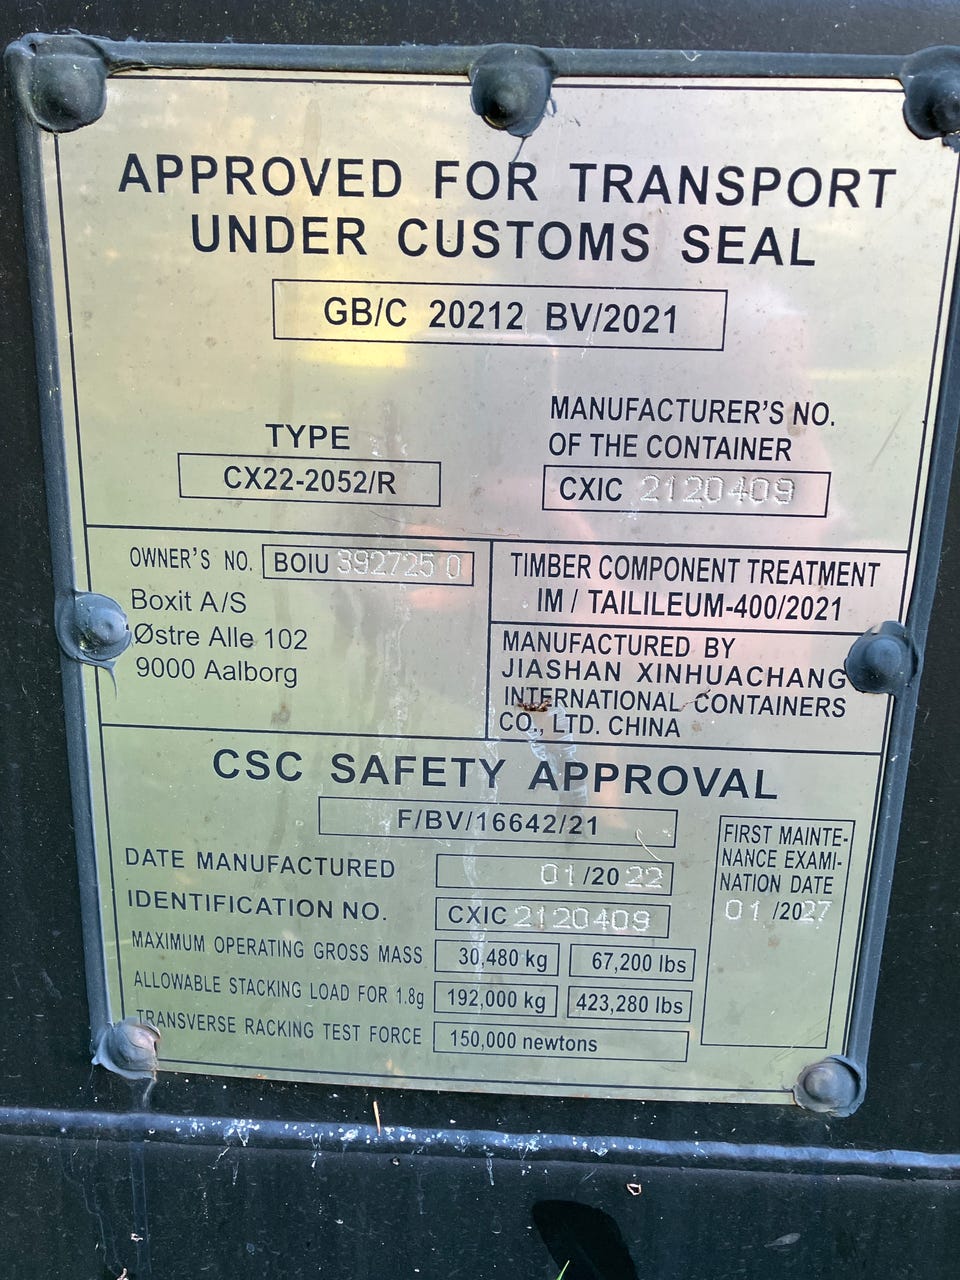 APPROVED FOR TRANSPORT
UNDER CUSTOMS SEAL
GB/C 20212 BV/2021
TYPE
CX22-2052/R
MANUFACTURER'S NO.
OF THE CONTAINER
CXIC 2120409
OWNER'S NO. BOIU 392725 0
Boxit A/S
Østre Alle 102
9000 Aalborg
TIMBER COMPONENT TREATMENT
IM / TAILILEUM-400/2021
MANUFACTURED BY
JIASHAN XINHUACHANG
INTERNATIONAL CONTAINERS
CO., LTD. CHINA
CSC SAFETY APPROVAL
F/BV/16642/21
DATE MANUFACTURED 01/2022
IDENTIFICATION NO. CXIC 2120409
MAXIMUM OPERATING GROSS MASS 30,480 kg 67,200 lbs
ALLOWABLE STACKING LOAD FOR 1.8g 192,000 kg 423,280 lbs
TRANSVERSE RACKING TEST FORCE 150,000 newtons
FIRST MAINTE-
NANCE EXAMI-
NATION DATE
01 /2027